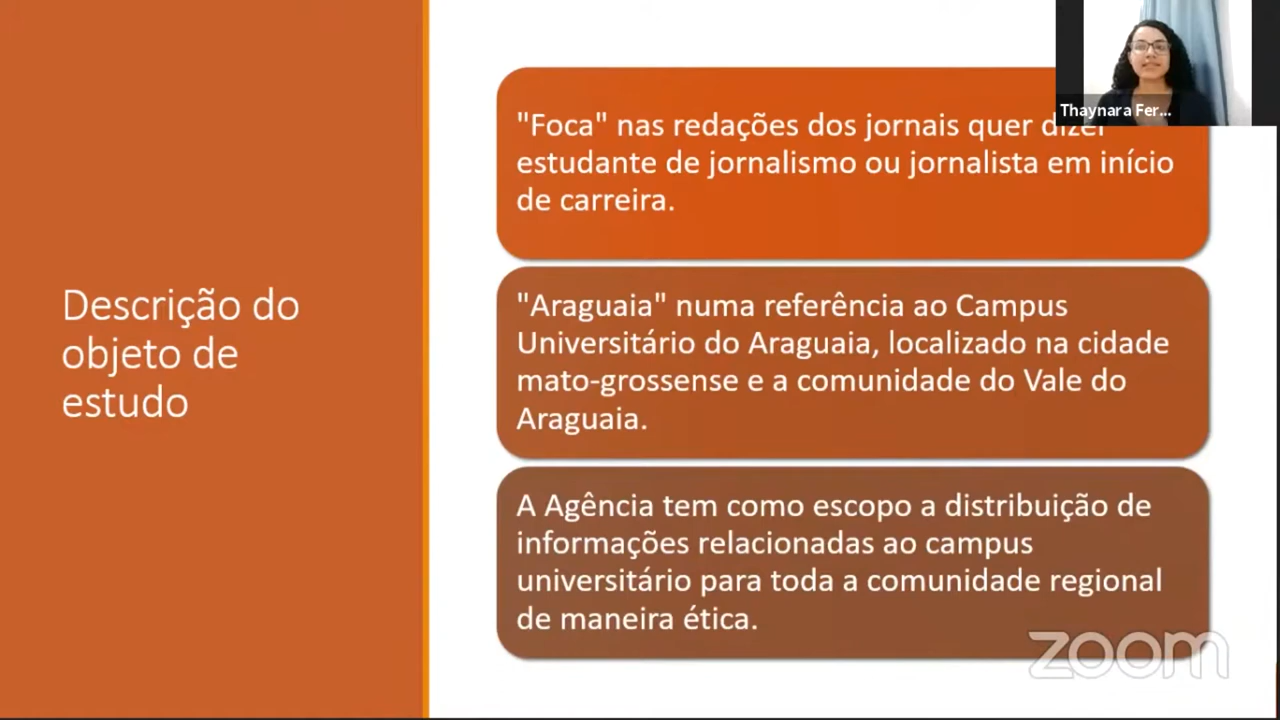 Descrição do
objeto de
estudo
"Foca" nas redações dos jornais quer dizer
estudante de jornalismo ou jornalista em início
de carreira.
"Araguaia" numa referência ao Campus
Universitário do Araguaia, localizado na cidade
mato-grossense e a comunidade do Vale do
Araguaia.
A Agência tem como escopo a distribuição de
informações relacionadas ao campus
universitário para toda a comunidade regional
de maneira ética.
Thaynara Fer...
zoom